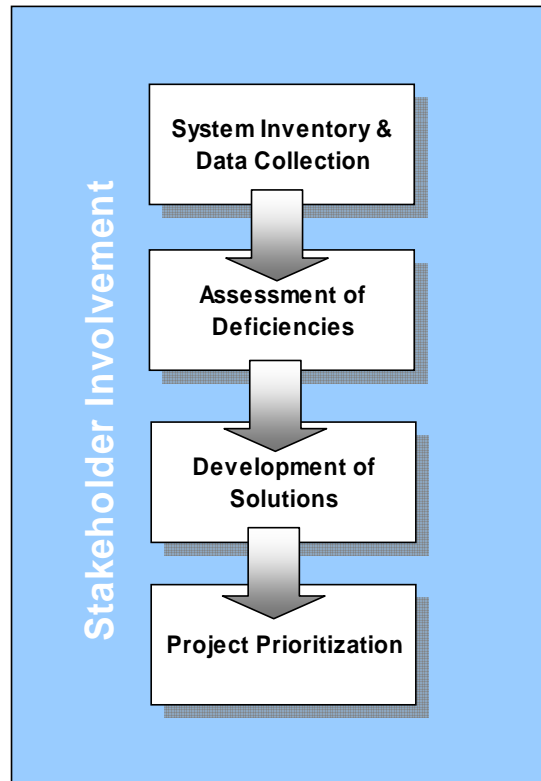 Stakeholder Involvement
System Inventory &
Data Collection
Assessment of
Deficiencies
Development of
Solutions
Project Prioritization